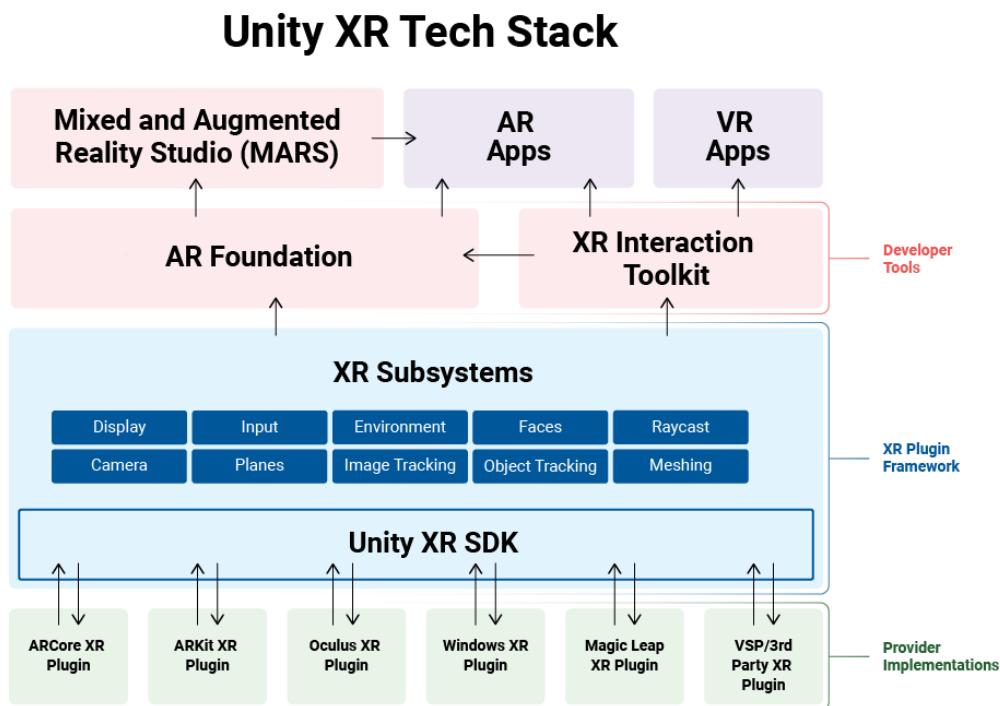 Unity XR Tech Stack
Mixed and Augmented
Reality Studio (MARS)
AR
Apps
VR
Apps
AR Foundation
XR Interaction
Toolkit
Developer
Tools
XR Subsystems
Display
Input
Environment
Faces
Raycast
Camera
Planes
Image Tracking
Object Tracking
Meshing
XR Plugin
Framework
Unity XR SDK
ARCore XR
Plugin
ARKit XR
Plugin
Oculus XR
Plugin
Windows XR
Plugin
Magic Leap
XR Plugin
VSP/3rd
Party XR
Plugin
Provider
Implementations